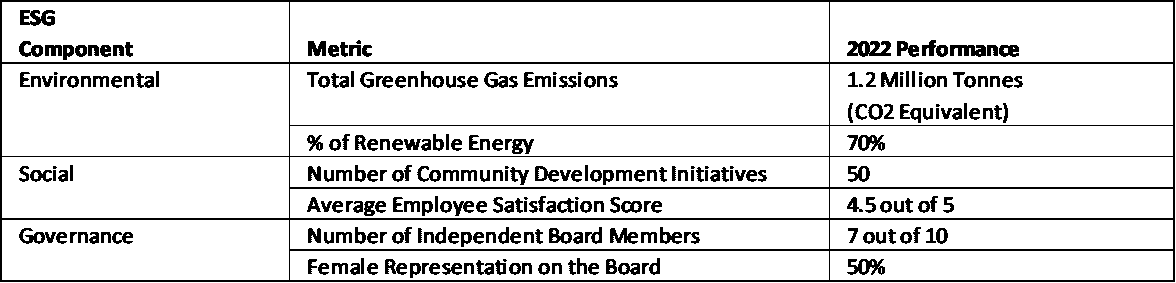 ESG
Component Metric 2022 Performance
Environmental Total Greenhouse Gas Emissions 1.2 Million Tonnes
(CO2 Equivalent)
% of Renewable Energy 70%
Social Number of Community Development Initiatives 50
Average Employee Satisfaction Score 4.5 out of 5
Governance Number of Independent Board Members 7 out of 10
Female Representation on the Board 50%